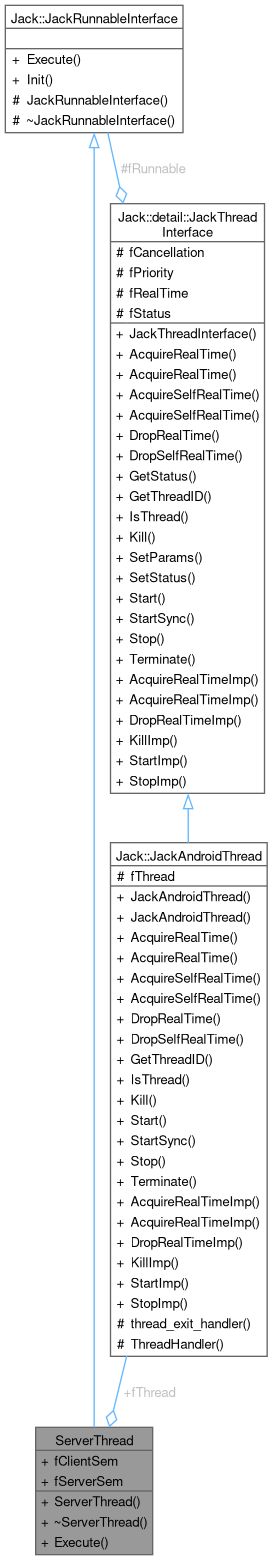 Jack::JackRunnableInterface
+ Execute()
+ Init()
# JackRunnableInterface()
# ~JackRunnableInterface()
#fRunnable
Jack::detail::JackThread
Interface
# fCancellation
# fPriority
# fRealTime
# fStatus
+ JackThreadInterface()
+ AcquireRealTime()
+ AcquireRealTime()
+ AcquireSelfRealTime()
+ AcquireSelfRealTime()
+ DropRealTime()
+ DropSelfRealTime()
+ GetStatus()
+ GetThreadID()
+ IsThread()
+ Kill()
+ SetParams()
+ SetStatus()
+ Start()
+ StartSync()
+ Stop()
+ Terminate()
+ AcquireRealTimeImp()
+ AcquireRealTimeImp()
+ DropRealTimeImp()
+ KillImp()
+ StartImp()
+ StopImp()
Jack::JackAndroidThread
# fThread
+ JackAndroidThread()
+ JackAndroidThread()
+ AcquireRealTime()
+ AcquireRealTime()
+ AcquireSelfRealTime()
+ AcquireSelfRealTime()
+ DropRealTime()
+ DropSelfRealTime()
+ GetThreadID()
+ IsThread()
+ Kill()
+ Start()
+ StartSync()
+ Stop()
+ Terminate()
+ AcquireRealTimeImp()
+ AcquireRealTimeImp()
+ DropRealTimeImp()
+ KillImp()
+ StartImp()
+ StopImp()
# thread_exit_handler()
# ThreadHandler()
+fThread
ServerThread
+ fClientSem
+ fServerSem
+ ServerThread()
+ ~ServerThread()
+ Execute()